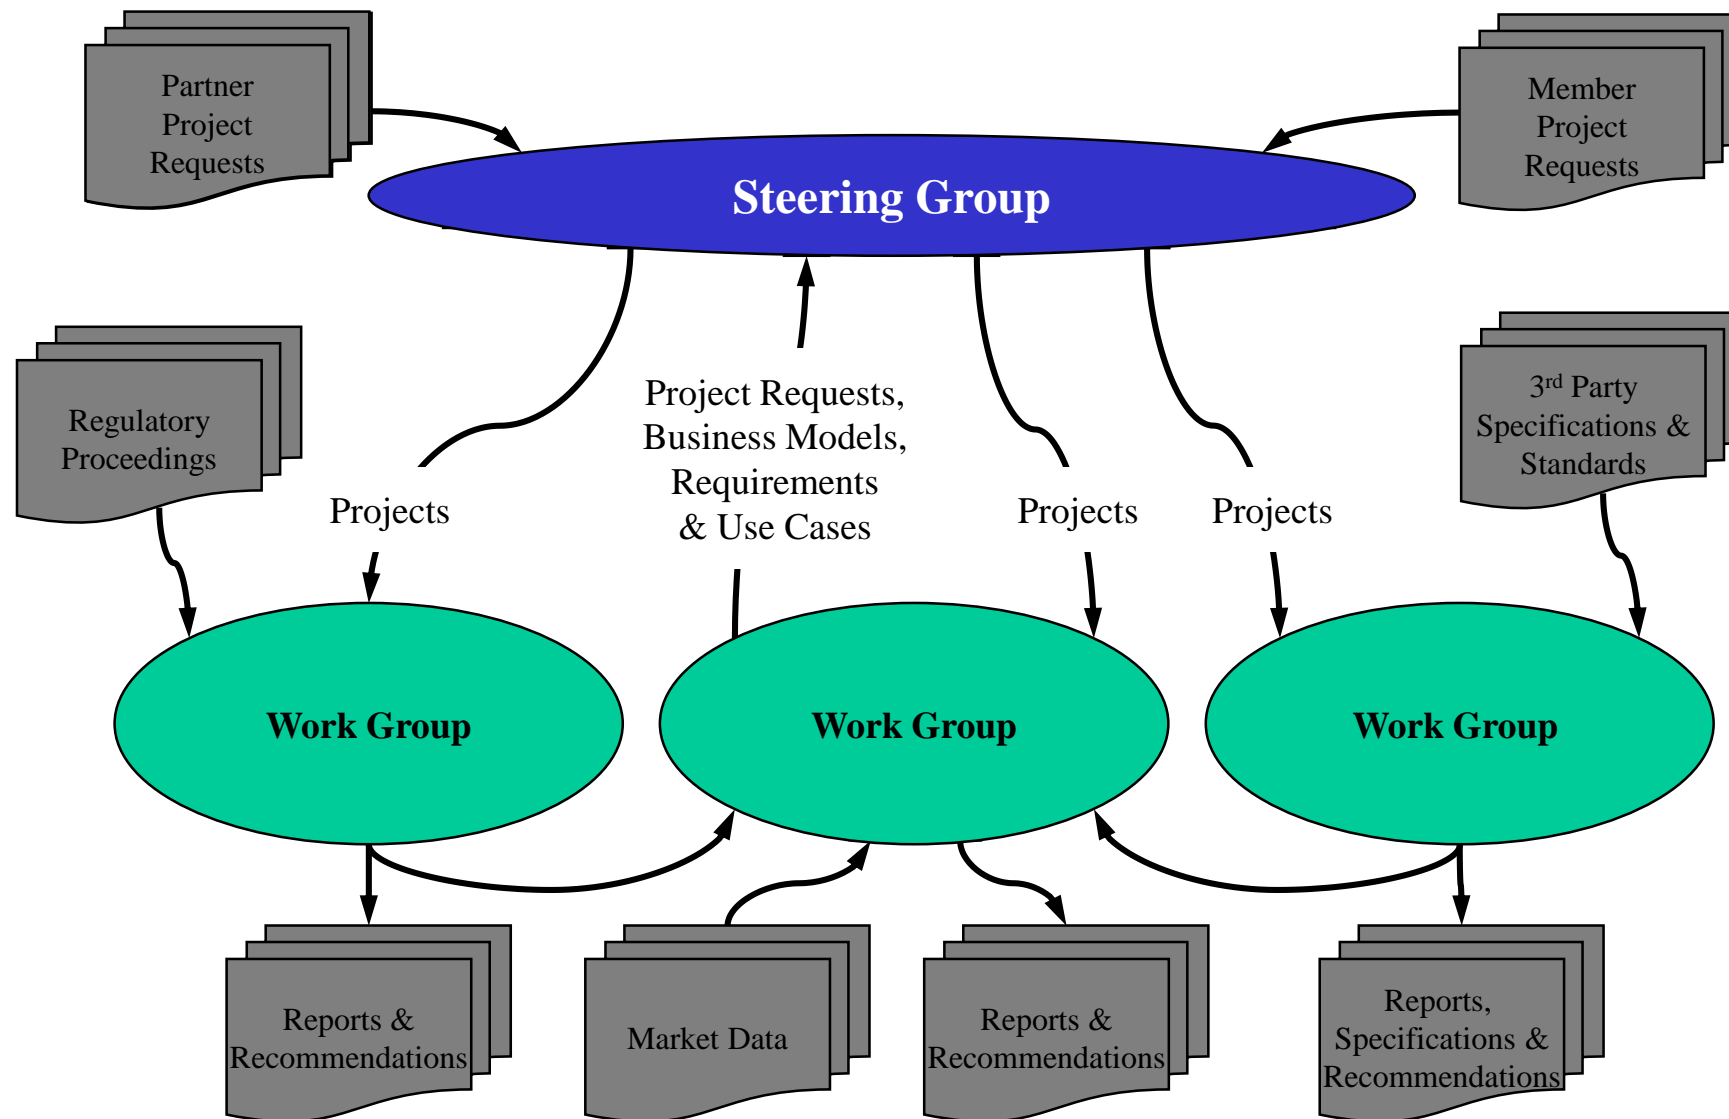 Partner
Project
Requests
Member
Project
Requests
Steering Group
Regulatory
Proceedings
Project Requests,
Business Models,
Requirements
& Use Cases
3rd Party
Specifications &
Standards
Projects
Projects
Projects
Work Group
Work Group
Work Group
Reports &
Recommendations
Market Data
Reports &
Recommendations
Reports,
Specifications &
Recommendations